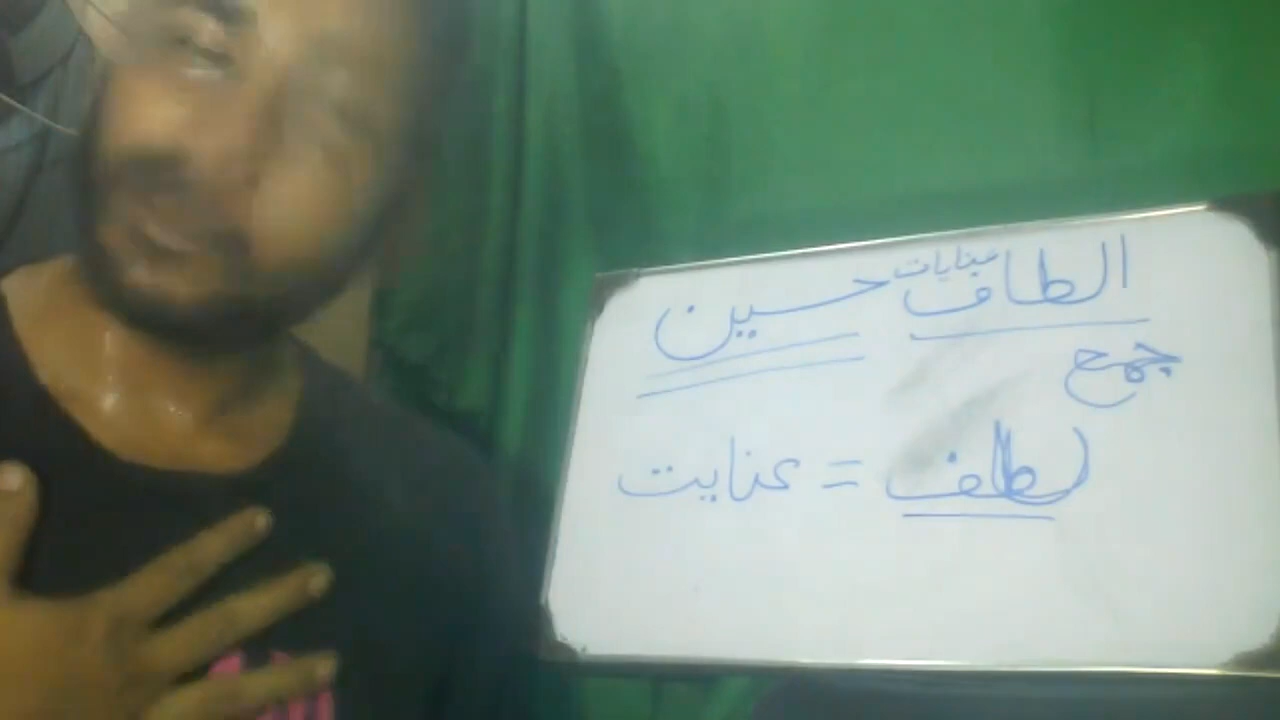 الطاف حسین
عنایات
جمع
لطف = عنایت